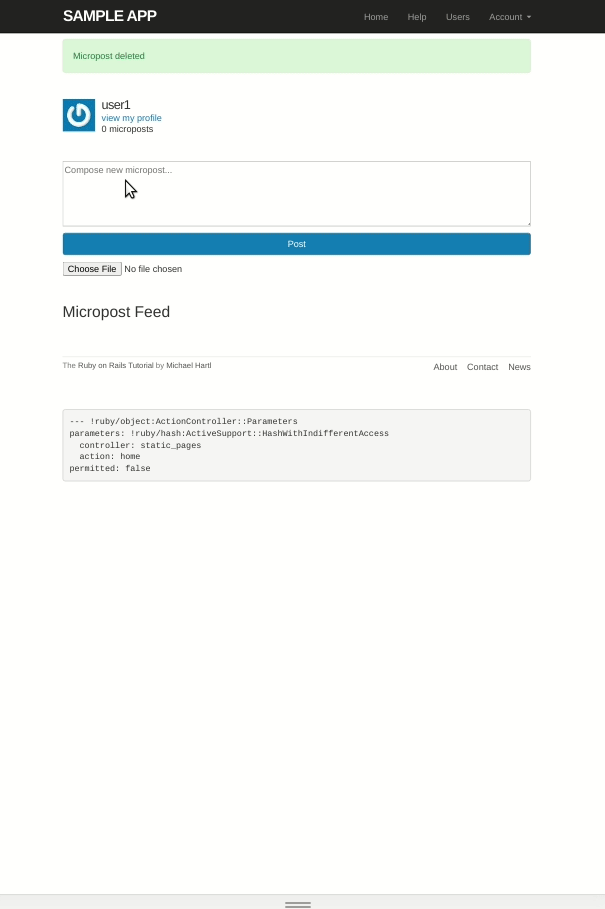 SAMPLE APP Home Help Users Account
Micropost deleted
user1
view my profile
0 microposts
Compose new micropost...
Post
Choose File No file chosen
Micropost Feed
The Ruby on Rails Tutorial by Michael Hartl About Contact News
--- !ruby/object:ActionController::Parameters
parameters: !ruby/hash:ActiveSupport::HashWithIndifferentAccess
  controller: static_pages
  action: home
permitted: false